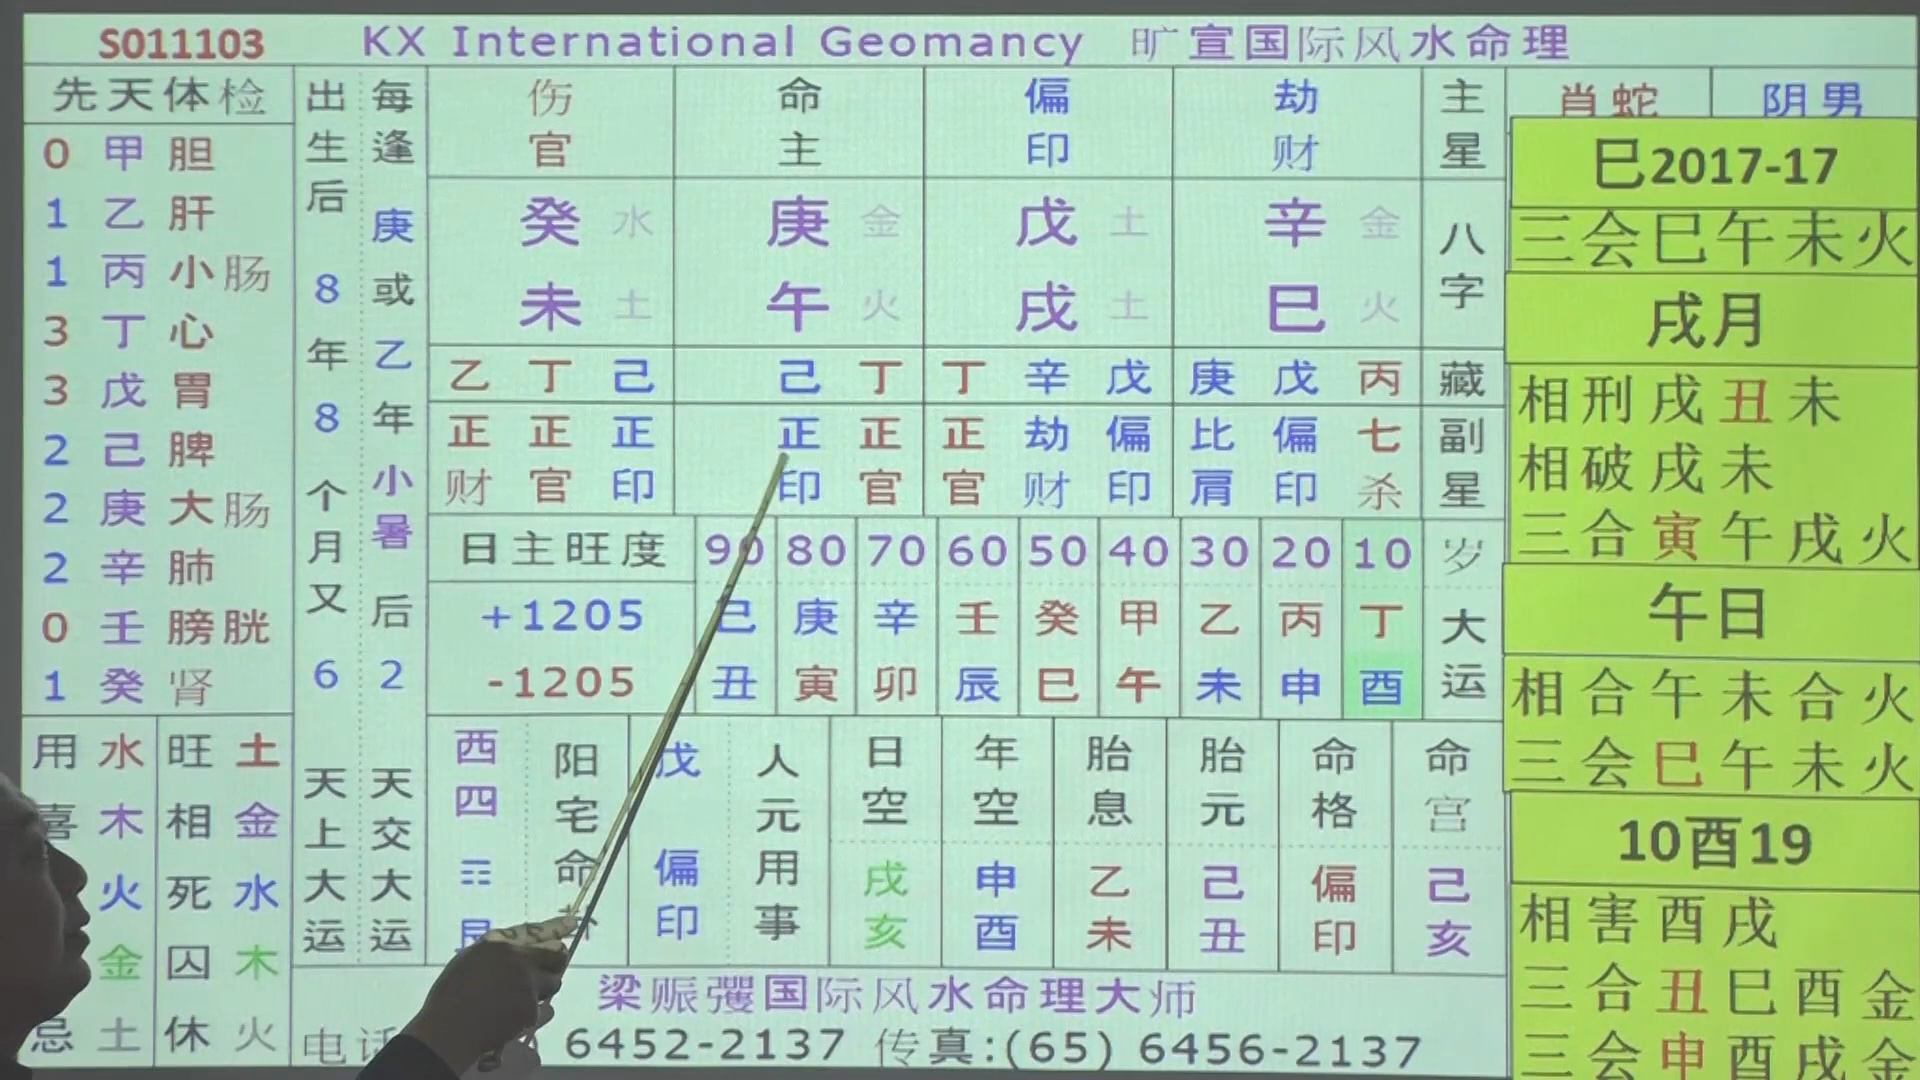 S011103 KX International Geomancy 旷宣国际风水命理
先天体检
0 甲 胆
1 乙 肝
1 丙 小肠
3 丁 心
3 戊 胃
2 己 脾
2 庚 大肠
2 辛 肺
0 壬 膀胱
1 癸 肾
用 水 旺 土
喜 木 相 金
火 死 水
金 囚 木
忌 土 休 火
出生后 8 年 8 个月又 6 天上大运
每逢庚或乙年小暑后 2 天交大运
伤官 命主 偏印 劫财 主星
癸 水 庚 金 戊 土 辛 金 八字
未 土 午 火 戌 土 巳 火
乙 丁 己 己 丁 丁 辛 戊 庚 戊 丙 藏
正财 正官 正印 正印 正官 正官 劫财 偏印 比肩 偏印 七杀 副星
日主旺度 90 80 70 60 50 40 30 20 10 岁
+1205 己 庚 辛 壬 癸 甲 乙 丙 丁 大运
-1205 丑 寅 卯 辰 巳 午 未 申 酉
西四 阳宅命卦 戊 人元用事 日空 年空 胎息 胎元 命格 命宫
☶ 艮 偏印 戌亥 申酉 乙未 己丑 偏印 己亥
梁赈彏国际风水命理大师
电话 6452-2137 传真:(65) 6456-2137
肖蛇 阴男
巳2017-17
三会巳午未火
戌月
相刑戌丑未
相破戌未
三合寅午戌火
午日
相合午未合火
三会巳午未火
10酉19
相害酉戌
三合丑巳酉金
三会申酉戌金